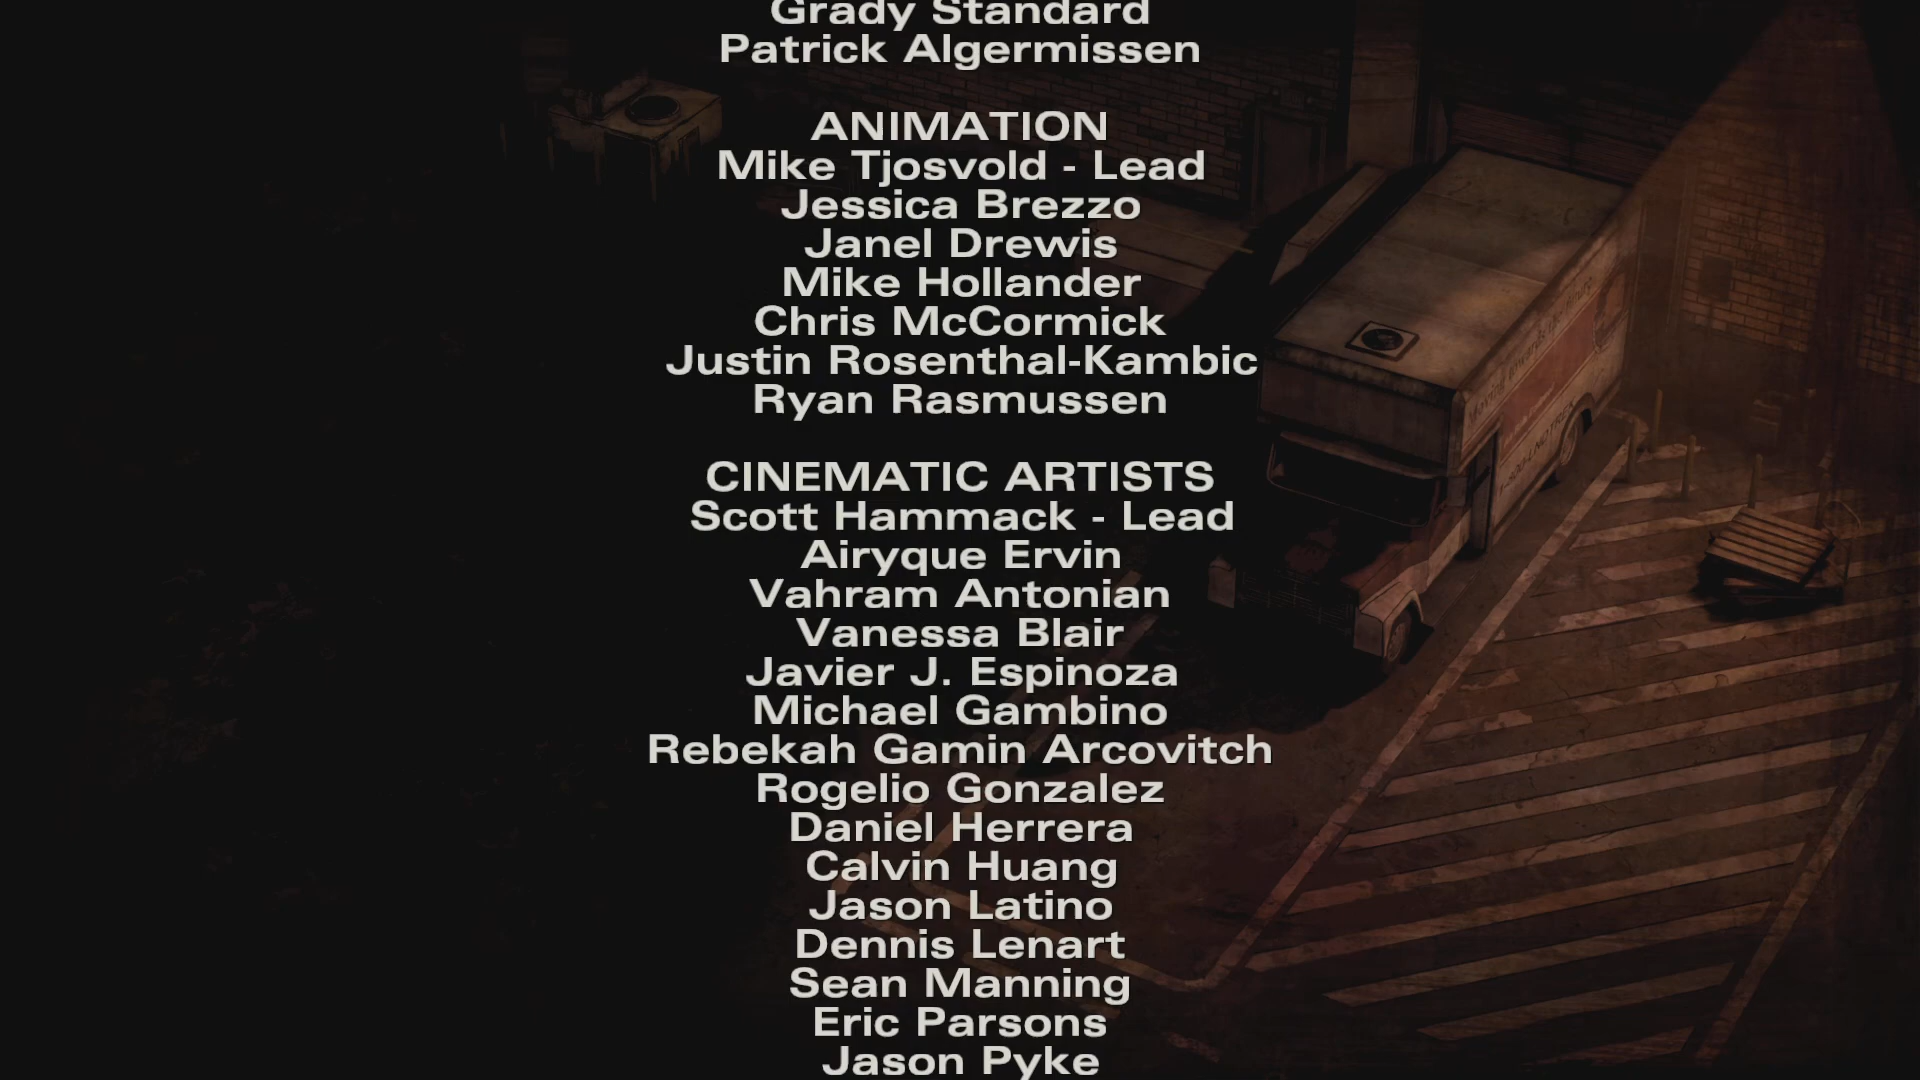 Grady Standard
Patrick Algermissen
ANIMATION
Mike Tjosvold - Lead
Jessica Brezzo
Janel Drewis
Mike Hollander
Chris McCormick
Justin Rosenthal-Kambic
Ryan Rasmussen
CINEMATIC ARTISTS
Scott Hammack - Lead
Airyque Ervin
Vahram Antonian
Vanessa Blair
Javier J. Espinoza
Michael Gambino
Rebekah Gamin Arcovitch
Rogelio Gonzalez
Daniel Herrera
Calvin Huang
Jason Latino
Dennis Lenart
Sean Manning
Eric Parsons
Jason Pyke